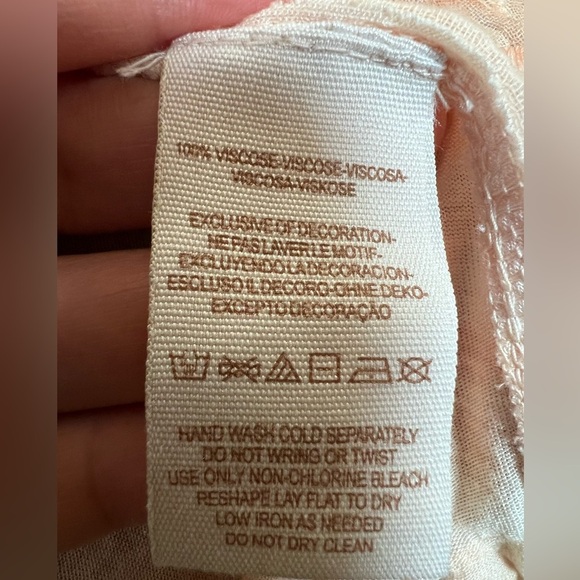 100% VISCOSE-VISCOSE-VISCOSA-
VISCOSA-VISKOSE
EXCLUSIVE OF DECORATION-
NE PAS LAVER LE MOTIF-
EXCLUYENDO LA DECORACION-
ESCLUSO IL DECORO-OHNE DEKO-
EXCEPTO DECORAÇÃO
HAND WASH COLD SEPARATELY
DO NOT WRING OR TWIST
USE ONLY NON-CHLORINE BLEACH
RESHAPE, LAY FLAT TO DRY
LOW IRON AS NEEDED
DO NOT DRY CLEAN